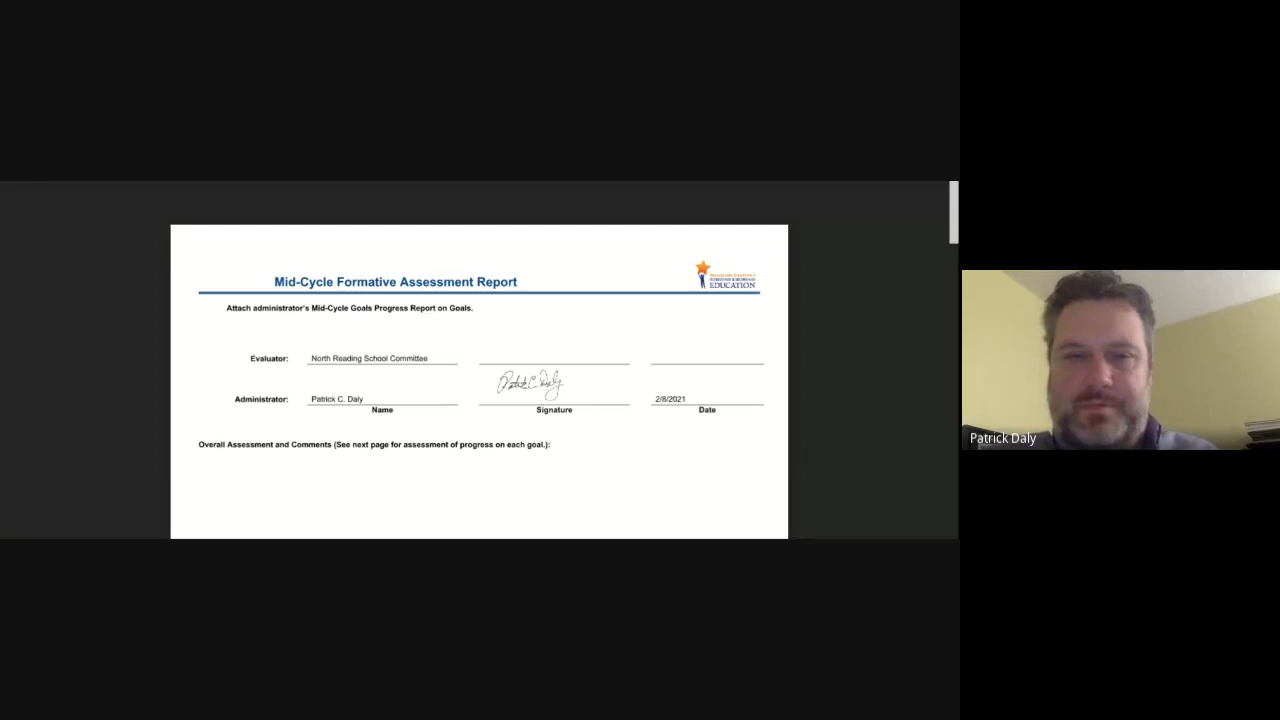 Mid-Cycle Formative Assessment Report
EDUCATION
Attach administrator's Mid-Cycle Goals Progress Report on Goals.
Evaluator: North Reading School Committee
Patrick C. Daly
Administrator: Patrick C. Daly 2/8/2021
Name Signature Date
Overall Assessment and Comments (See next page for assessment of progress on each goal.):
Patrick Daly